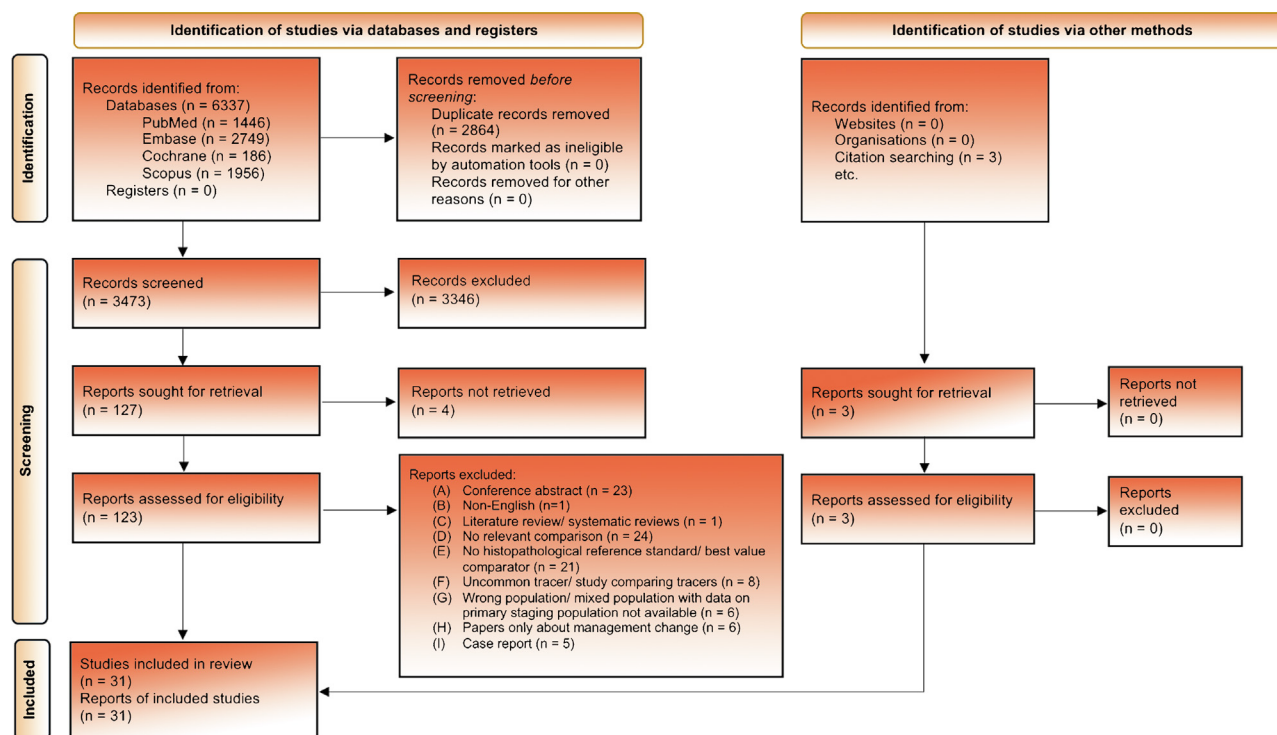 Identification of studies via databases and registers
Identification of studies via other methods
Identification
Records identified from:
Databases (n = 6337)
PubMed (n = 1446)
Embase (n = 2749)
Cochrane (n = 186)
Scopus (n = 1956)
Registers (n = 0)
Records removed before
screening:
Duplicate records removed
(n = 2864)
Records marked as ineligible
by automation tools (n = 0)
Records removed for other
reasons (n = 0)
Records identified from:
Websites (n = 0)
Organisations (n = 0)
Citation searching (n = 3)
etc.
Screening
Records screened
(n = 3473)
Records excluded
(n = 3346)
Reports sought for retrieval
(n = 127)
Reports not retrieved
(n = 4)
Reports sought for retrieval
(n = 3)
Reports not
retrieved
(n = 0)
Reports assessed for eligibility
(n = 123)
Reports excluded:
(A) Conference abstract (n = 23)
(B) Non-English (n=1)
(C) Literature review/ systematic reviews (n = 1)
(D) No relevant comparison (n = 24)
(E) No histopathological reference standard/ best value
comparator (n = 21)
(F) Uncommon tracer/ study comparing tracers (n = 8)
(G) Wrong population/ mixed population with data on
primary staging population not available (n = 6)
(H) Papers only about management change (n = 6)
(I) Case report (n = 5)
Reports assessed for eligibility
(n = 3)
Reports
excluded
(n = 0)
Included
Studies included in review
(n = 31)
Reports of included studies
(n = 31)